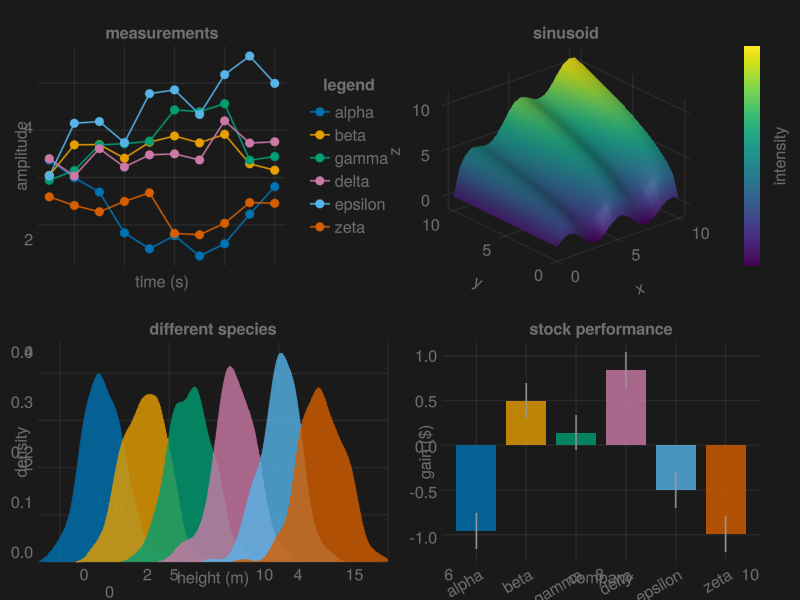 measurements
amplitude
4
2
time (s)
legend
alpha
beta
gamma
delta
epsilon
zeta
sinusoid
z
10
5
0
10
5
0
y
0
5
10
x
intensity
different species
density
0.3
0.1
0.0
0
2
5
height (m)
10
4
15
0
stock performance
gain ($)
1.0
0.5
-0.5
-1.0
6
alpha
beta
gamma
company
delta
epsilon
zeta
10